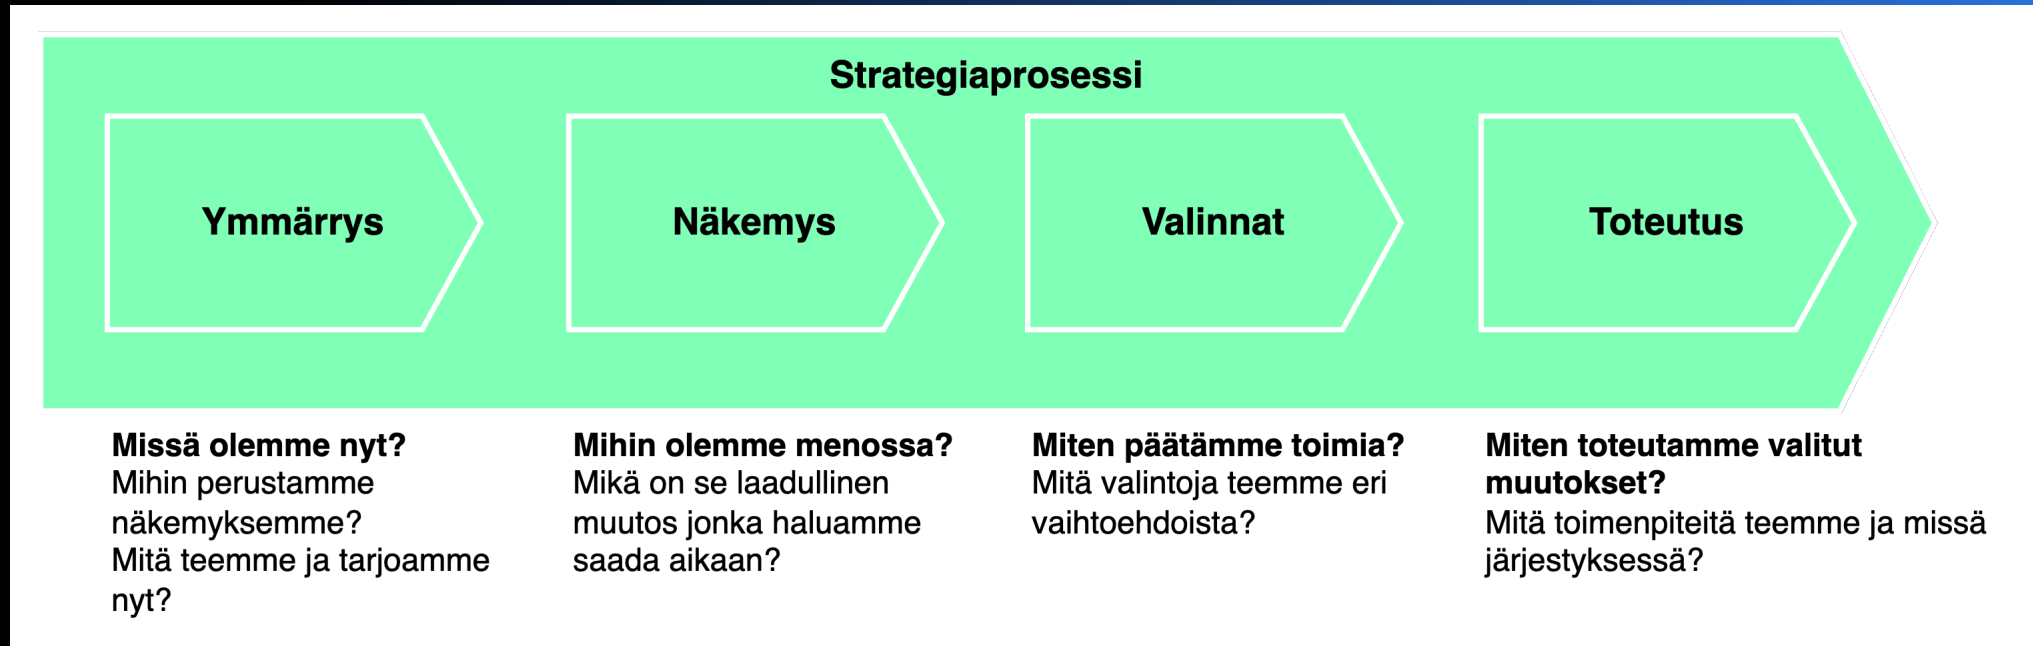 Strategiaprosessi
Ymmärrys
Näkemys
Valinnat
Toteutus
Missä olemme nyt?
Mihin perustamme
näkemyksemme?
Mitä teemme ja tarjoamme
nyt?
Mihin olemme menossa?
Mikä on se laadullinen
muutos jonka haluamme
saada aikaan?
Miten päätämme toimia?
Mitä valintoja teemme eri
vaihtoehdoista?
Miten toteutamme valitut
muutokset?
Mitä toimenpiteitä teemme ja missä
järjestyksessä?